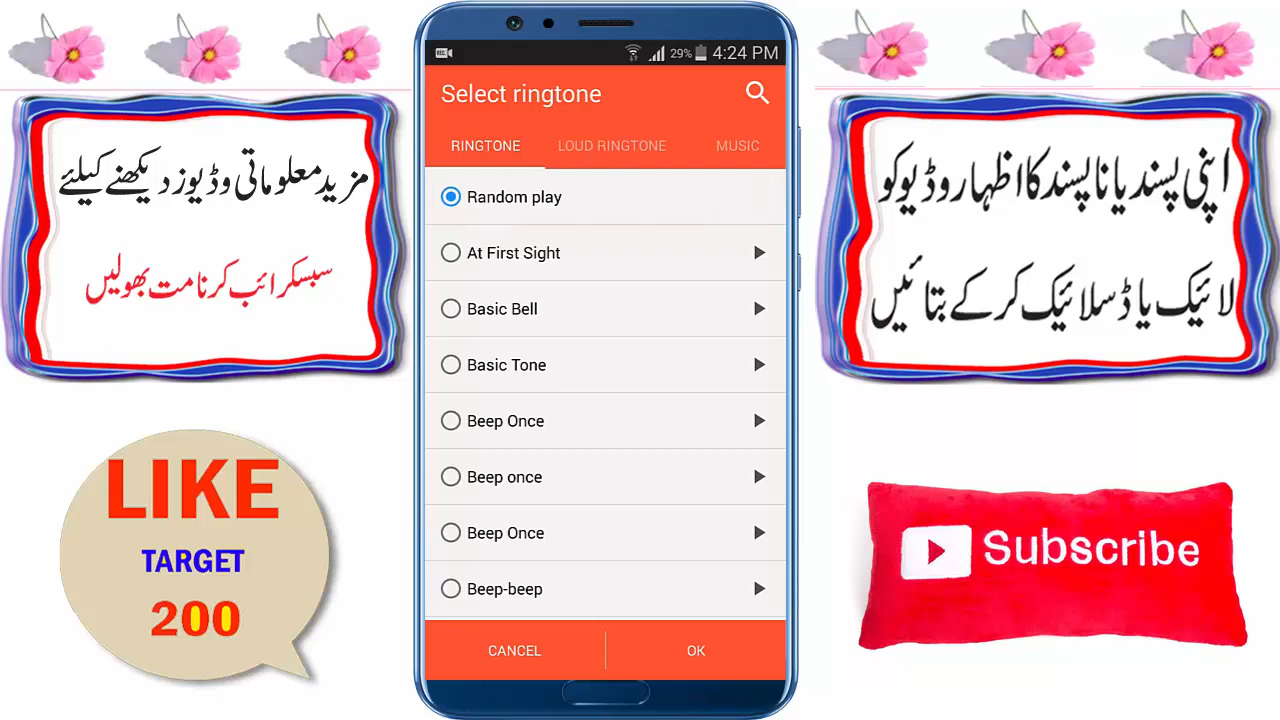 مزید معلوماتی وڈیوز دیکھنے کیلئے
سبسکرائب کرنا مت بھولیں
LIKE
TARGET
200
REC
29%
4:24 PM
Select ringtone
RINGTONE
LOUD RINGTONE
MUSIC
Random play
At First Sight
Basic Bell
Basic Tone
Beep Once
Beep once
Beep Once
Beep-beep
CANCEL
OK
اپنی پسند یا ناپسند کا اظہار وڈیو کو
لائیک یا ڈسلائیک کر کے بتائیں
Subscribe